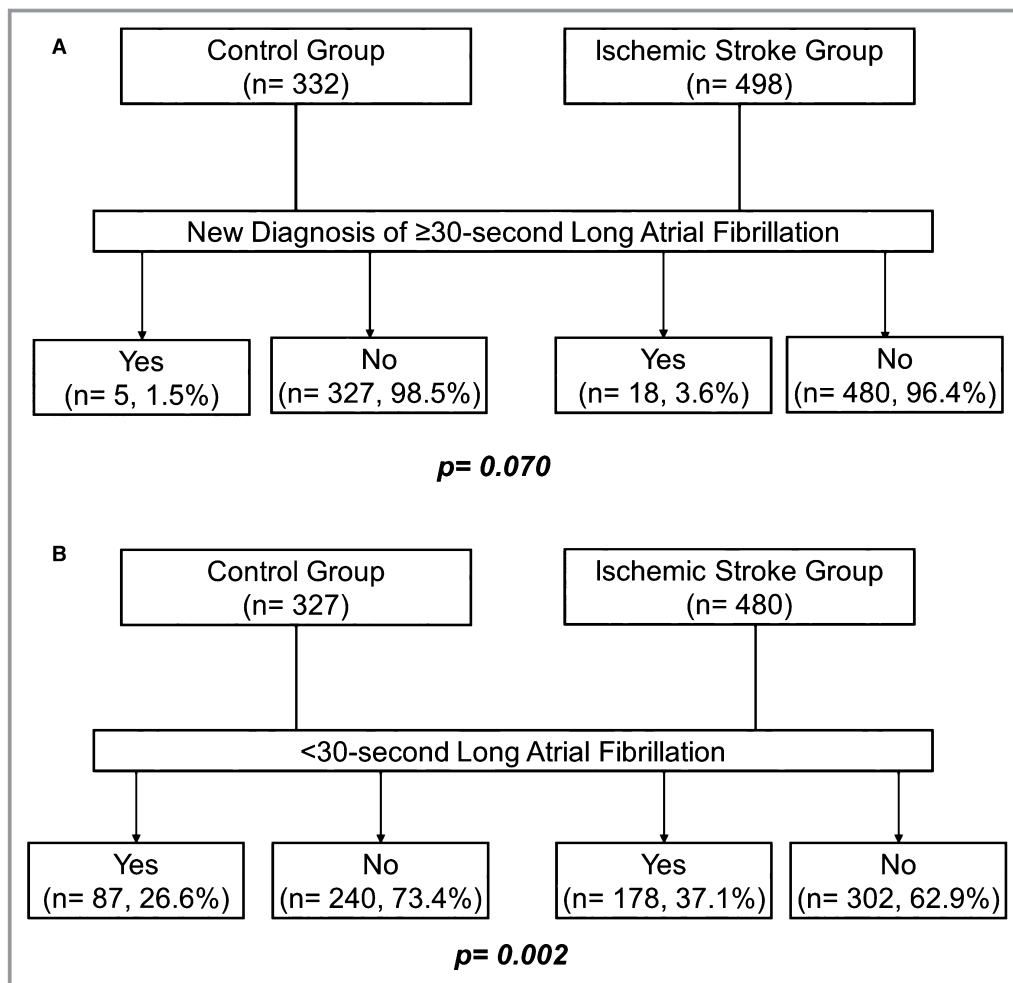 A
Control Group
(n= 332)
Ischemic Stroke Group
(n= 498)
New Diagnosis of ≥30-second Long Atrial Fibrillation
Yes
(n= 5, 1.5%)
No
(n= 327, 98.5%)
Yes
(n= 18, 3.6%)
No
(n= 480, 96.4%)
p= 0.070
B
Control Group
(n= 327)
Ischemic Stroke Group
(n= 480)
<30-second Long Atrial Fibrillation
Yes
(n= 87, 26.6%)
No
(n= 240, 73.4%)
Yes
(n= 178, 37.1%)
No
(n= 302, 62.9%)
p= 0.002